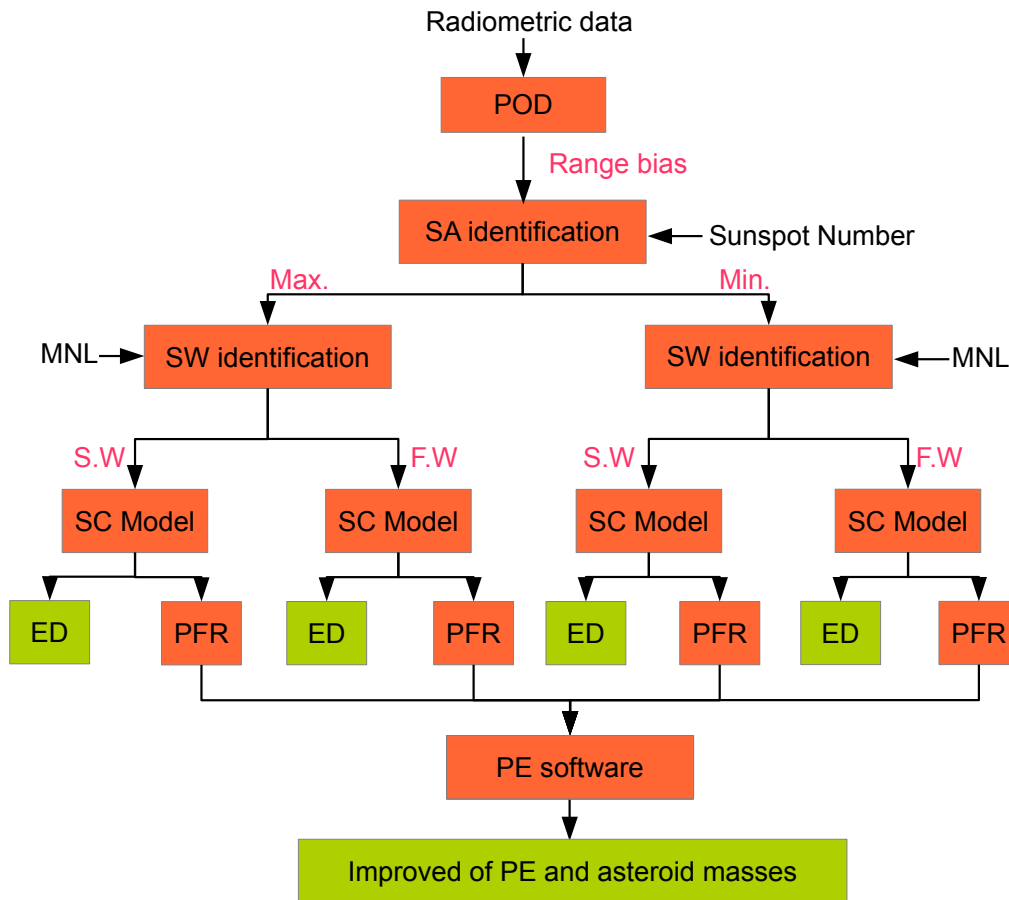 Radiometric data
POD
Range bias
SA identification
Sunspot Number
Max.
Min.
MNL
SW identification
SW identification
MNL
S.W
F.W
S.W
F.W
SC Model
SC Model
SC Model
SC Model
ED
PFR
ED
PFR
ED
PFR
ED
PFR
PE software
Improved of PE and asteroid masses